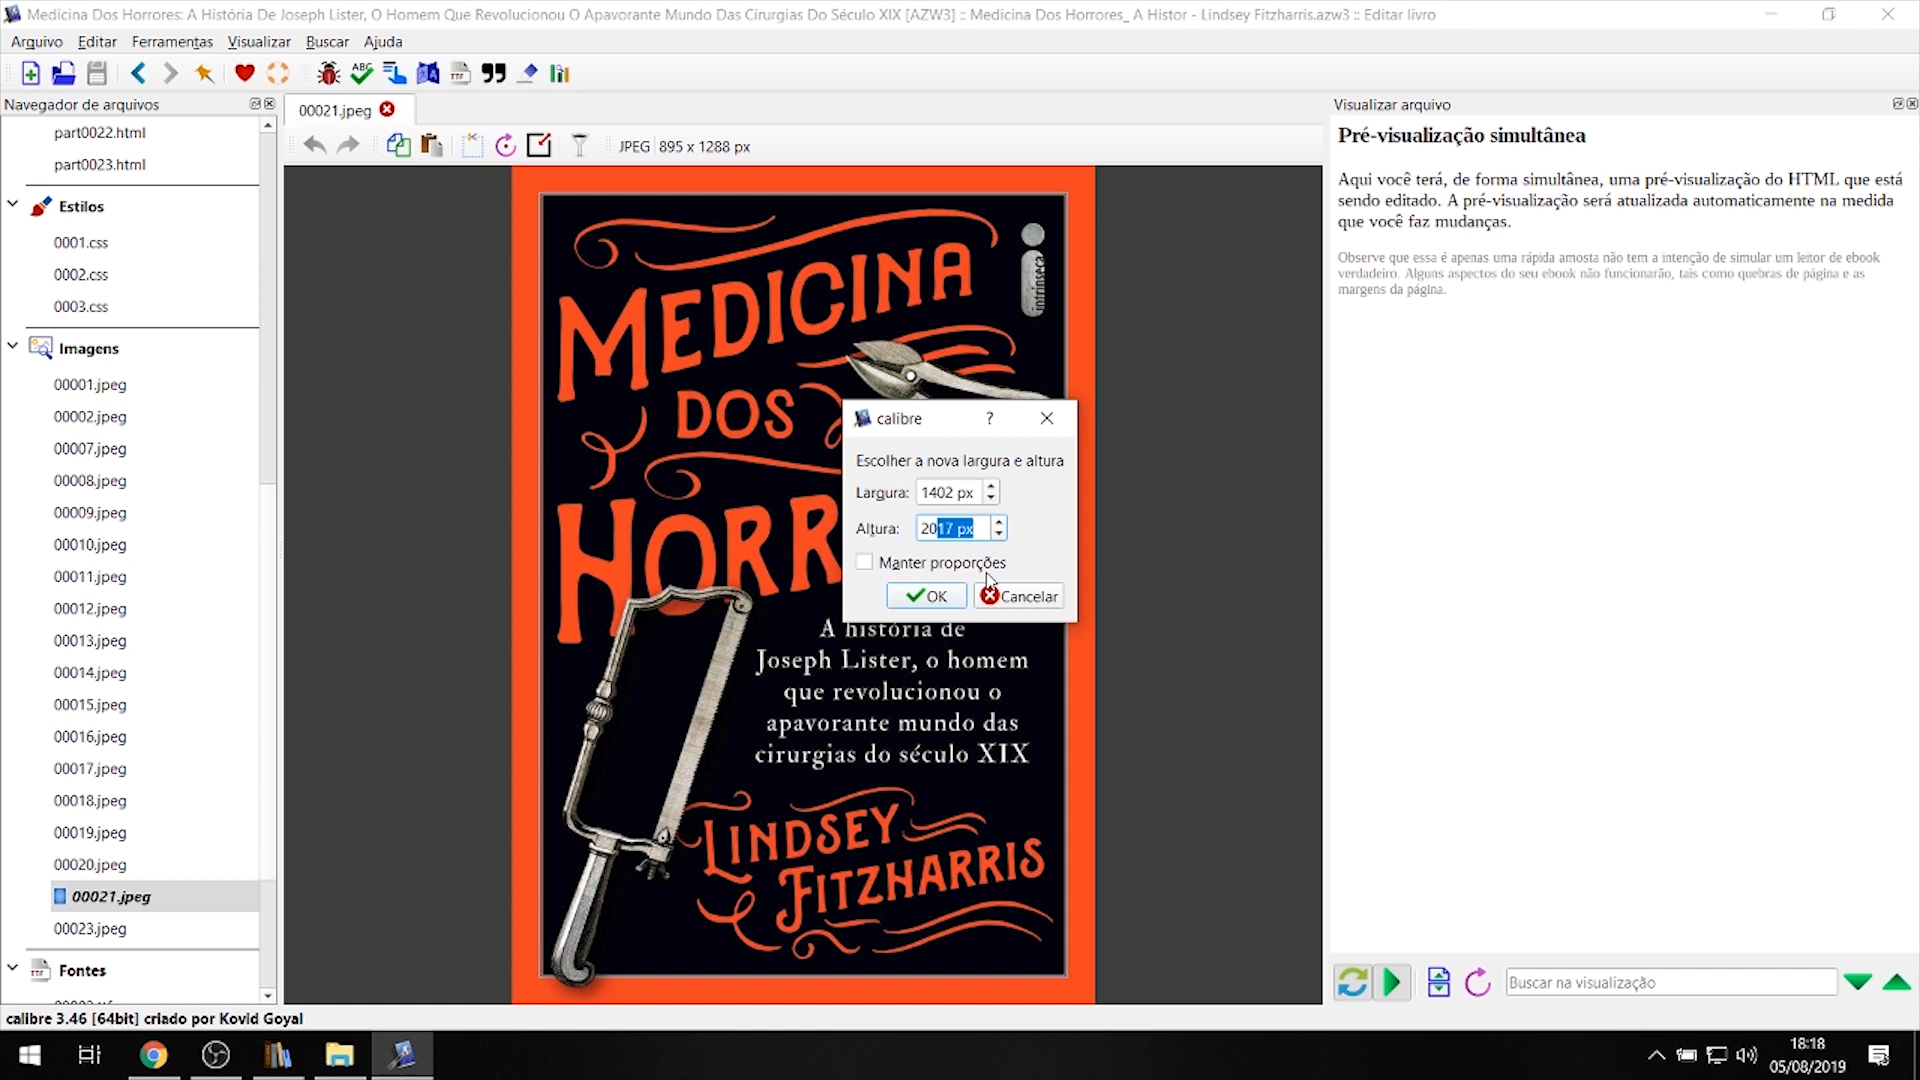 Medicina Dos Horrores: A História De Joseph Lister, O Homem Que Revolucionou O Apavorante Mundo Das Cirurgias Do Século XIX [AZW3] :: Medicina Dos Horrores_ A Histor - Lindsey Fitzharris.azw3 :: Editar livro
Arquivo Editar Ferramentas Visualizar Buscar Ajuda
Navegador de arquivos
part0022.html
part0023.html
Estilos
0001.css
0002.css
0003.css
Imagens
00001.jpeg
00002.jpeg
00007.jpeg
00008.jpeg
00009.jpeg
00010.jpeg
00011.jpeg
00012.jpeg
00013.jpeg
00014.jpeg
00015.jpeg
00016.jpeg
00017.jpeg
00018.jpeg
00019.jpeg
00020.jpeg
00021.jpeg
00023.jpeg
Fontes
00021.jpeg
JPEG 895 x 1288 px
MEDICINA
intrínseca
DOS
HORR
A história de
Joseph Lister, o homem
que revolucionou o
apavorante mundo das
cirurgias do século XIX
LINDSEY
FITZHARRIS
calibre ?
Escolher a nova largura e altura
Largura: 1402 px
Altura: 2017 px
Manter proporções
OK Cancelar
Visualizar arquivo
Pré-visualização simultânea
Aqui você terá, de forma simultânea, uma pré-visualização do HTML que está
sendo editado. A pré-visualização será atualizada automaticamente na medida
que você faz mudanças.
Observe que essa é apenas uma rápida amosta não tem a intenção de simular um leitor de ebook
verdadeiro. Alguns aspectos do seu ebook não funcionarão, tais como quebras de página e as
margens da página.
Buscar na visualização
calibre 3.46 [64bit] criado por Kovid Goyal
18:18
05/08/2019